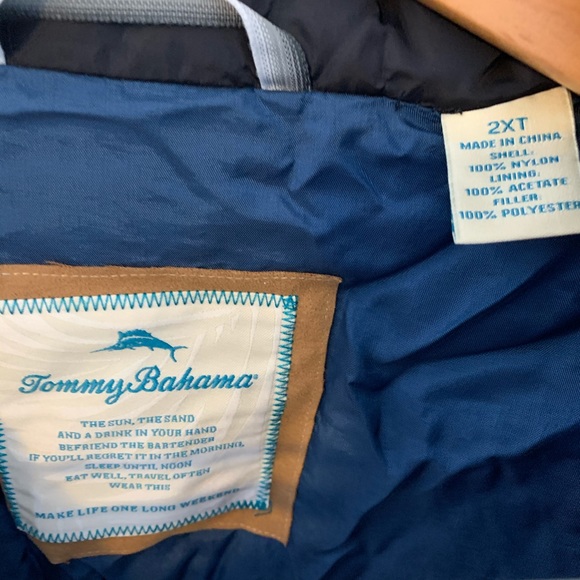 2XT
MADE IN CHINA
SHELL:
100% NYLON
LINING:
100% ACETATE
FILLER:
100% POLYESTER
Tommy Bahama®
THE SUN, THE SAND
AND A DRINK IN YOUR HAND
BEFRIEND THE BARTENDER
IF YOU'LL REGRET IT IN THE MORNING,
SLEEP UNTIL NOON
EAT WELL, TRAVEL OFTEN
WEAR THIS
MAKE LIFE ONE LONG WEEKEND